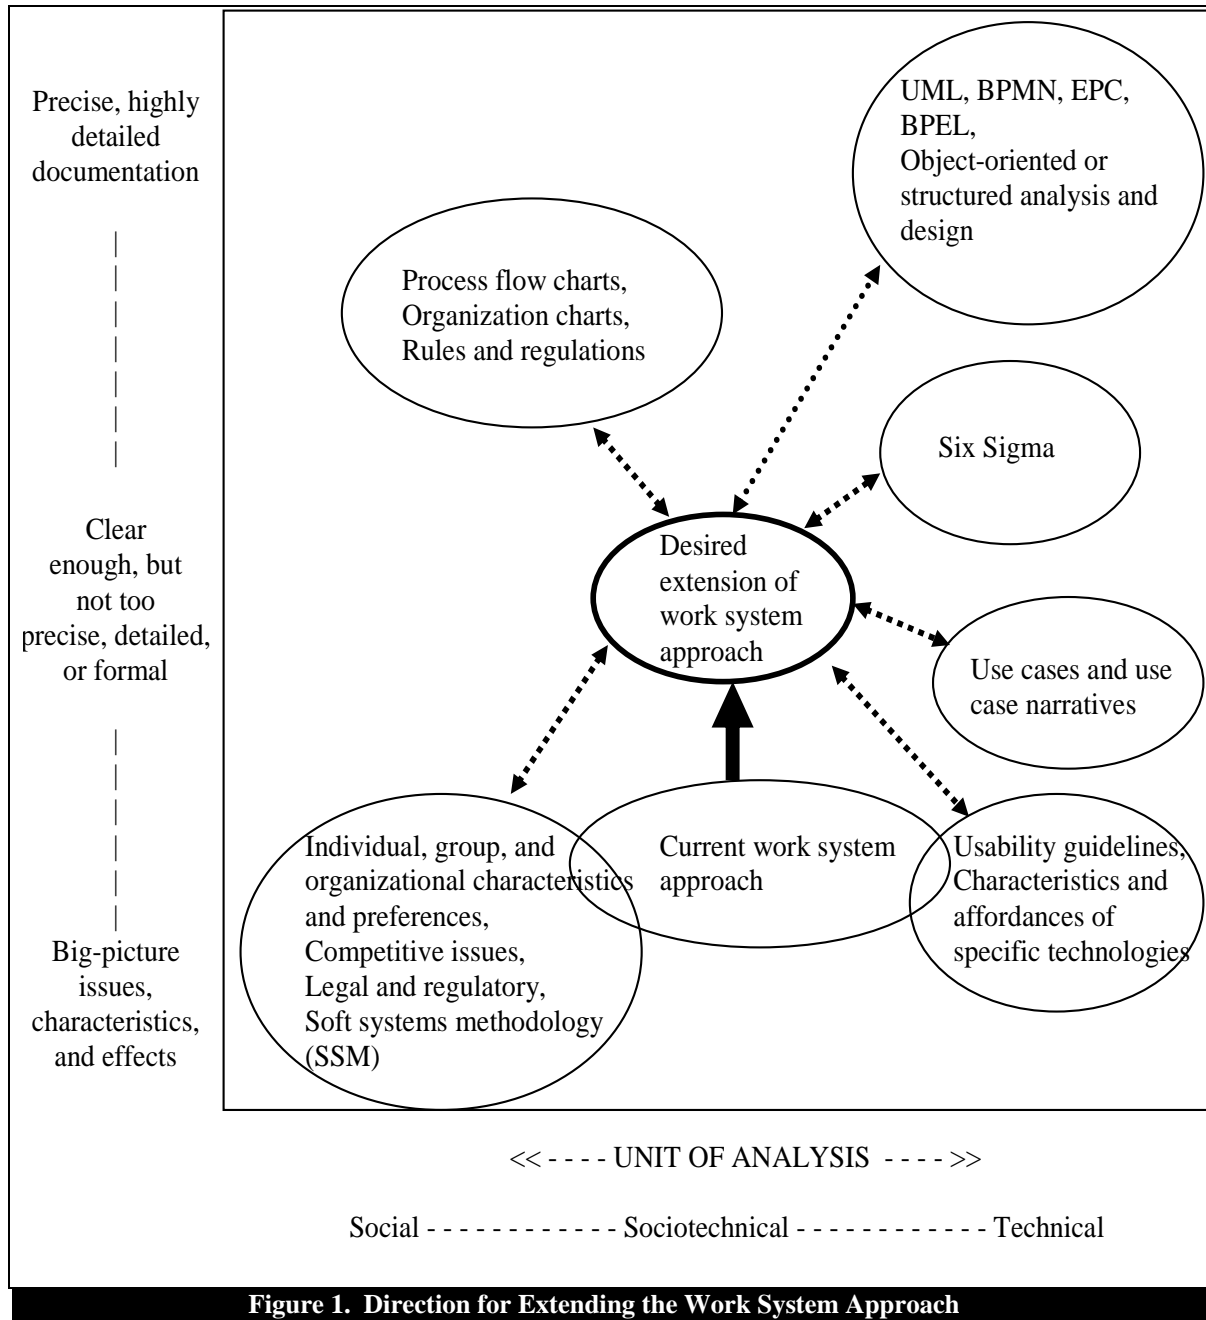 Precise, highly
detailed
documentation
Clear
enough, but
not too
precise, detailed,
or formal
Big-picture
issues,
characteristics,
and effects
UML, BPMN, EPC,
BPEL,
Object-oriented or
structured analysis and
design
Process flow charts,
Organization charts,
Rules and regulations
Six Sigma
Desired
extension of
work system
approach
Use cases and use
case narratives
Individual, group, and
organizational characteristics
and preferences,
Competitive issues,
Legal and regulatory,
Soft systems methodology
(SSM)
Current work system
approach
Usability guidelines,
Characteristics and
affordances of
specific technologies
<< - - - - UNIT OF ANALYSIS - - - - >>
Social - - - - - - - - - - - - Sociotechnical - - - - - - - - - - - - Technical
Figure 1. Direction for Extending the Work System Approach